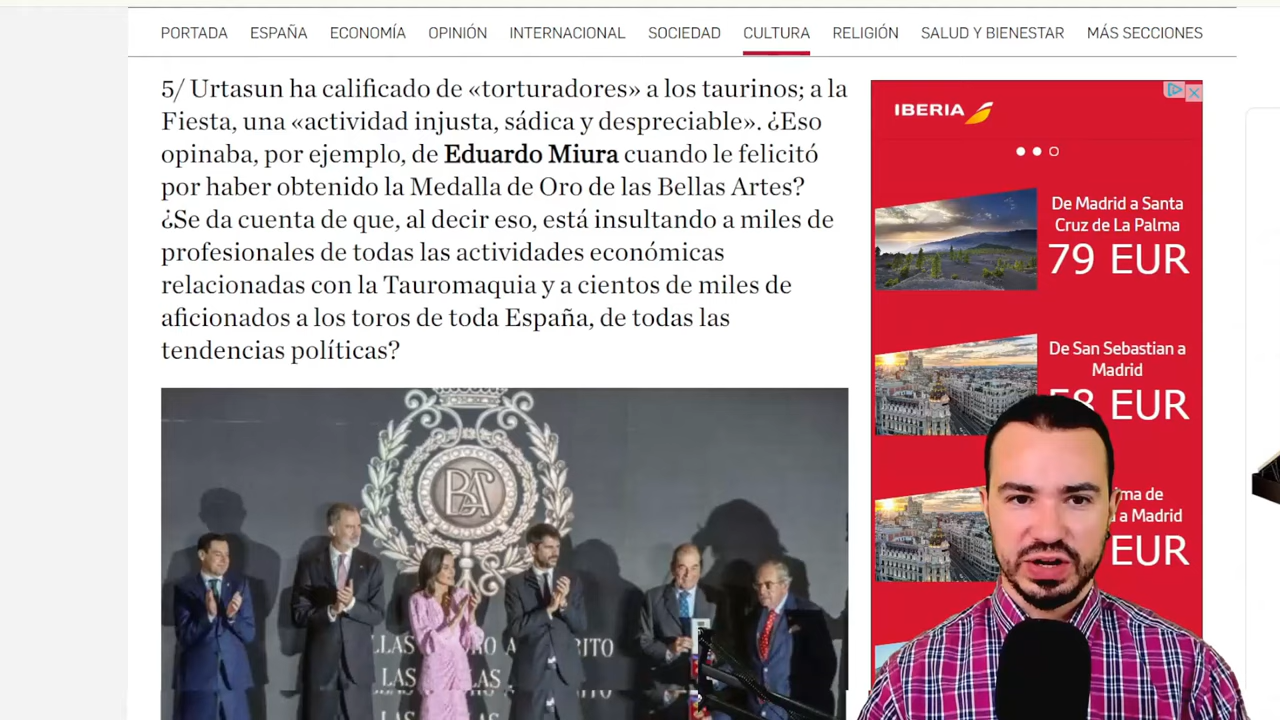 PORTADA ESPAÑA ECONOMÍA OPINIÓN INTERNACIONAL SOCIEDAD CULTURA RELIGIÓN SALUD Y BIENESTAR MÁS SECCIONES
5/ Urtasun ha calificado de «torturadores» a los taurinos; a la
Fiesta, una «actividad injusta, sádica y despreciable». ¿Eso
opinaba, por ejemplo, de Eduardo Miura cuando le felicitó
por haber obtenido la Medalla de Oro de las Bellas Artes?
¿Se da cuenta de que, al decir eso, está insultando a miles de
profesionales de todas las actividades económicas
relacionadas con la Tauromaquia y a cientos de miles de
aficionados a los toros de toda España, de todas las
tendencias políticas?
IBERIA
De Madrid a Santa
Cruz de La Palma
79 EUR
De San Sebastian a
Madrid
58 EUR
ma de
a Madrid
EUR
BA